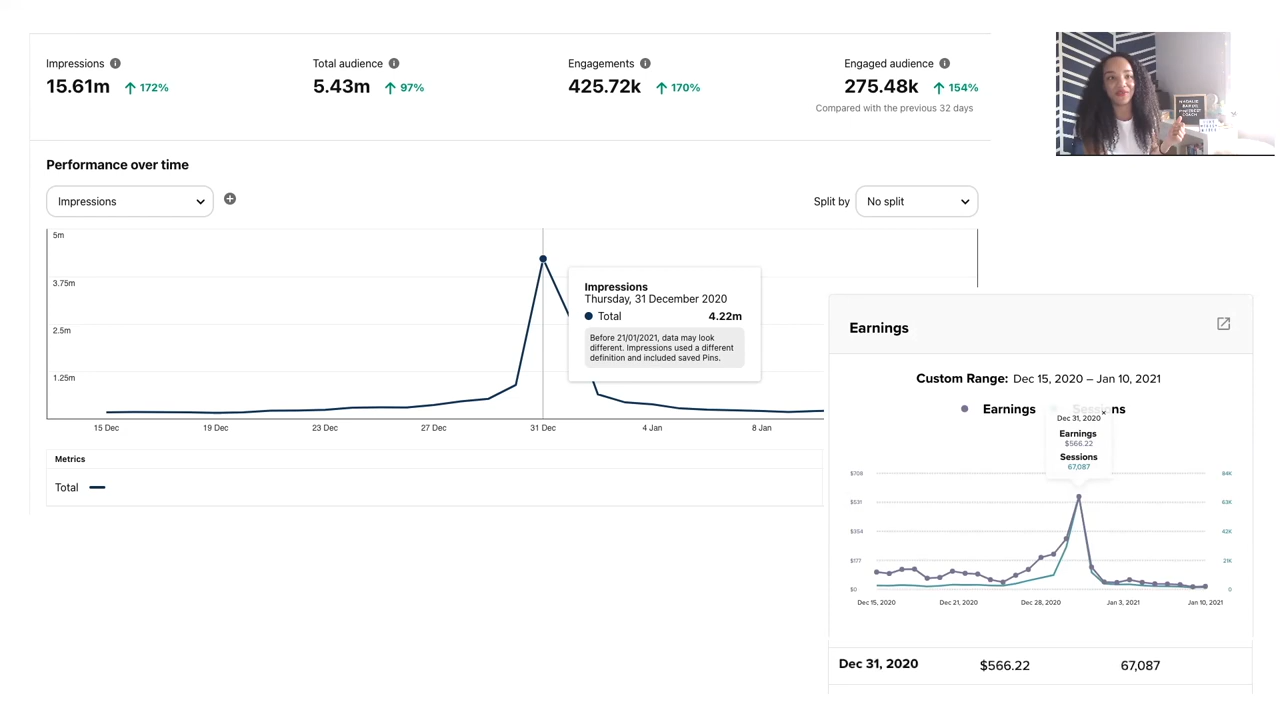 Impressions
15.61m 172%
Total audience
5.43m 97%
Engagements
425.72k 170%
Engaged audience
275.48k 154%
Compared with the previous 32 days
Performance over time
Impressions
Split by No split
5m
3.75m
2.5m
1.25m
Impressions
Thursday, 31 December 2020
Total 4.22m
Before 21/01/2021, data may look
different. Impressions used a different
definition and included saved Pins.
15 Dec 19 Dec 23 Dec 27 Dec 31 Dec 4 Jan 8 Jan
Metrics
Total
Earnings
Custom Range: Dec 15, 2020 – Jan 10, 2021
Earnings Sessions
Dec 31, 2020
Earnings
$566.22
Sessions
67,087
$708 84K
$531 63K
$354 42K
$177 21K
$0 0
Dec 15, 2020 Dec 21, 2020 Dec 28, 2020 Jan 3, 2021 Jan 10, 2021
Dec 31, 2020 $566.22 67,087